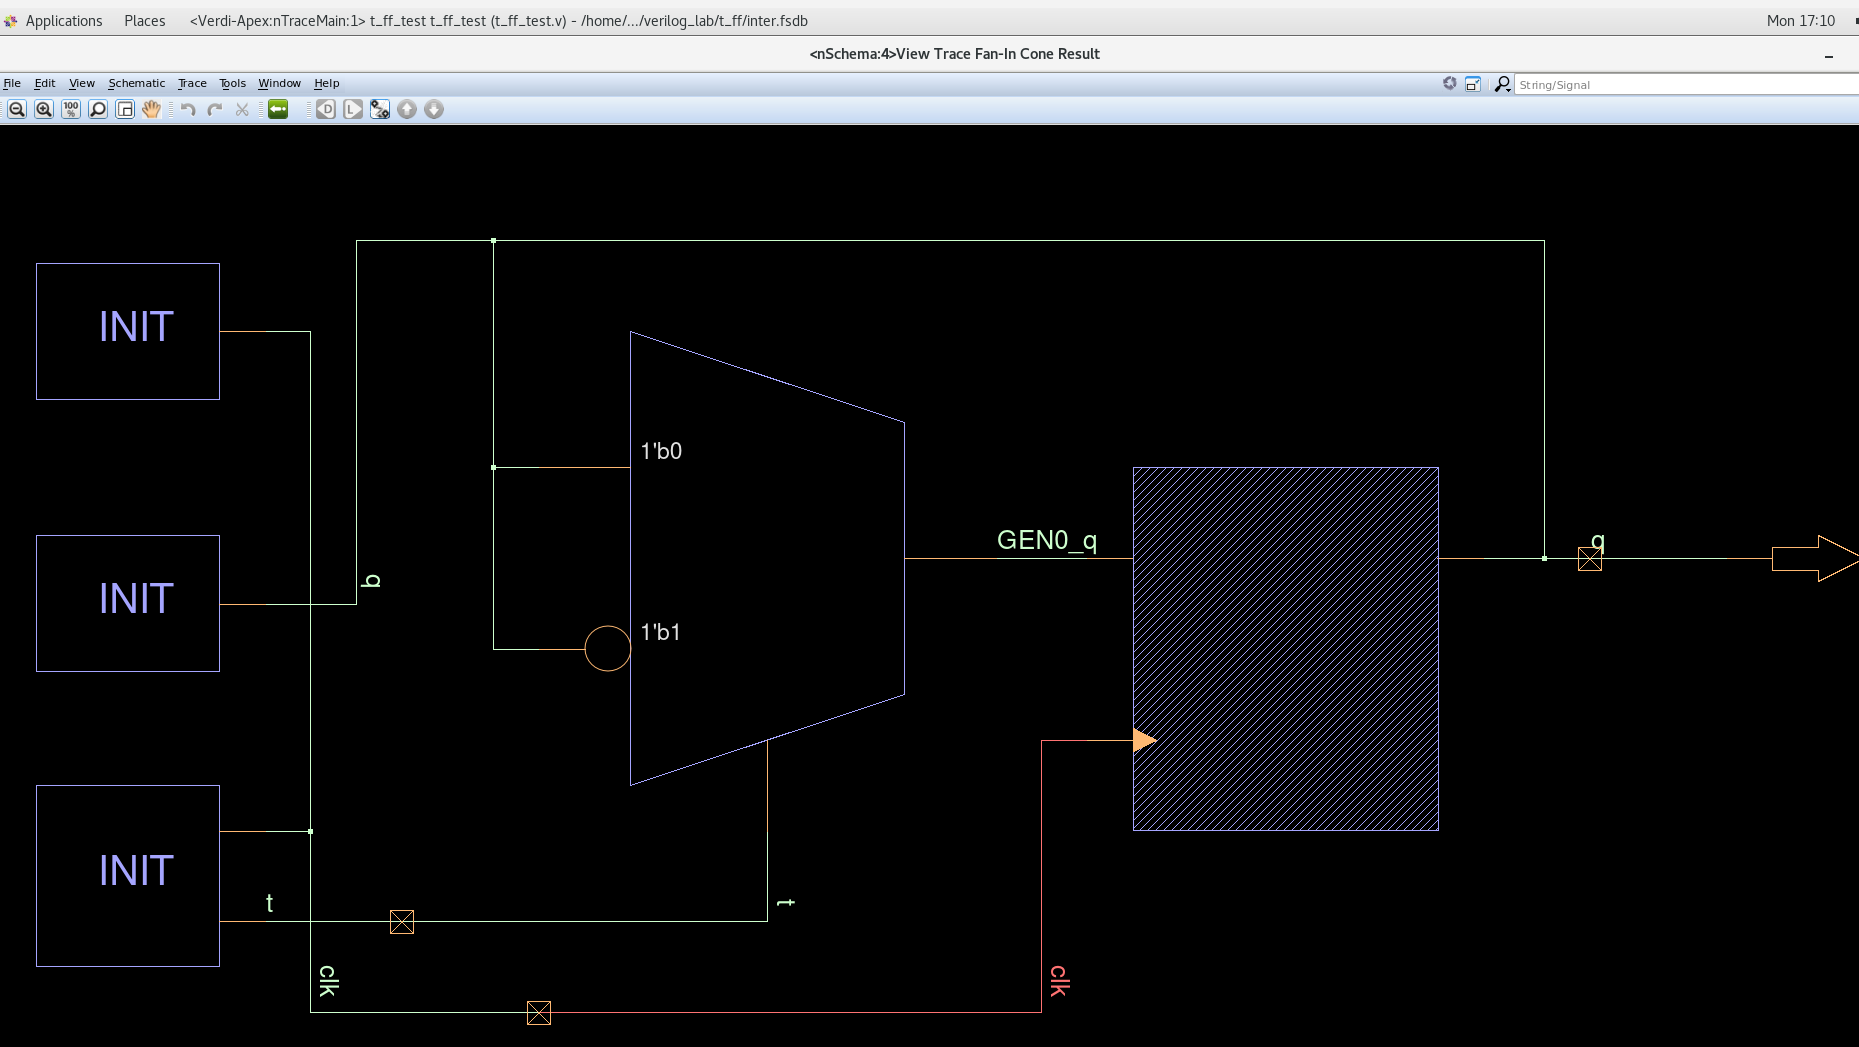 Applications Places <Verdi-Apex:nTraceMain:1> t_ff_test t_ff_test (t_ff_test.v) - /home/.../verilog_lab/t_ff/inter.fsdb Mon 17:10
<nSchema:4>View Trace Fan-In Cone Result
File Edit View Schematic Trace Tools Window Help String/Signal
100 %
D L
INIT
1'b0
GEN0_q
q
q
INIT
1'b1
INIT
t
t
clk
clk